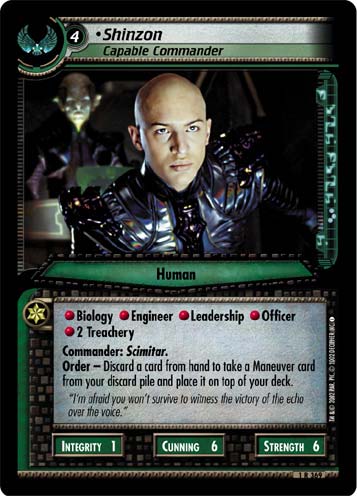 4
•Shinzon
Capable Commander
Human
Biology Engineer Leadership Officer
2 Treachery
Commander: Scimitar.
Order – Discard a card from hand to take a Maneuver card
from your discard pile and place it on top of your deck.
"I'm afraid you won't survive to witness the victory of the echo
over the voice."
INTEGRITY 1 CUNNING 6 STRENGTH 6